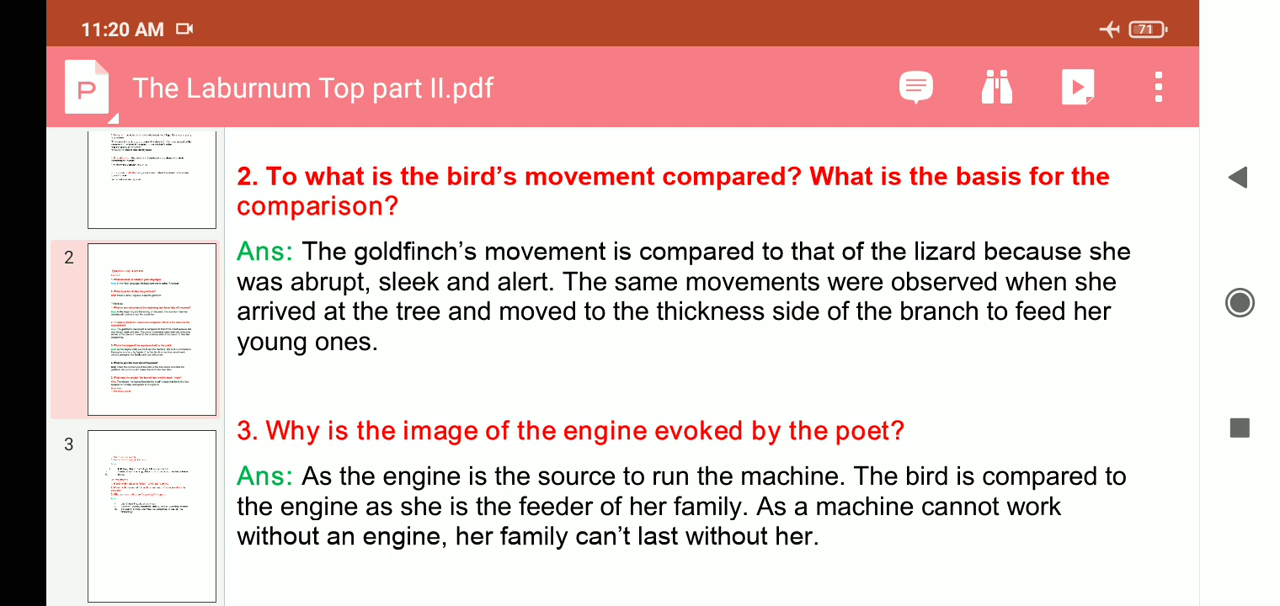 11:20 AM
71
P
The Laburnum Top part II.pdf
2. To what is the bird's movement compared? What is the basis for the
comparison?
Ans: The goldfinch's movement is compared to that of the lizard because she
was abrupt, sleek and alert. The same movements were observed when she
arrived at the tree and moved to the thickness side of the branch to feed her
young ones.
3. Why is the image of the engine evoked by the poet?
Ans: As the engine is the source to run the machine. The bird is compared to
the engine as she is the feeder of her family. As a machine cannot work
without an engine, her family can't last without her.
2
3